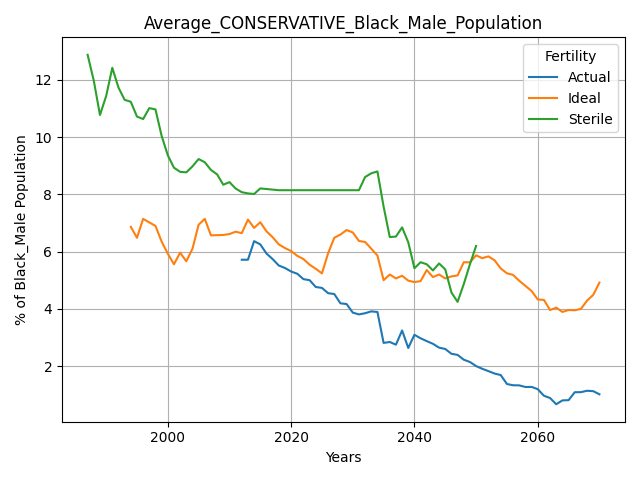 Average_CONSERVATIVE_Black_Male_Population
Fertility
Actual
Ideal
Sterile
% of Black_Male Population
12
10
8
6
4
2
2000
2020
2040
2060
Years